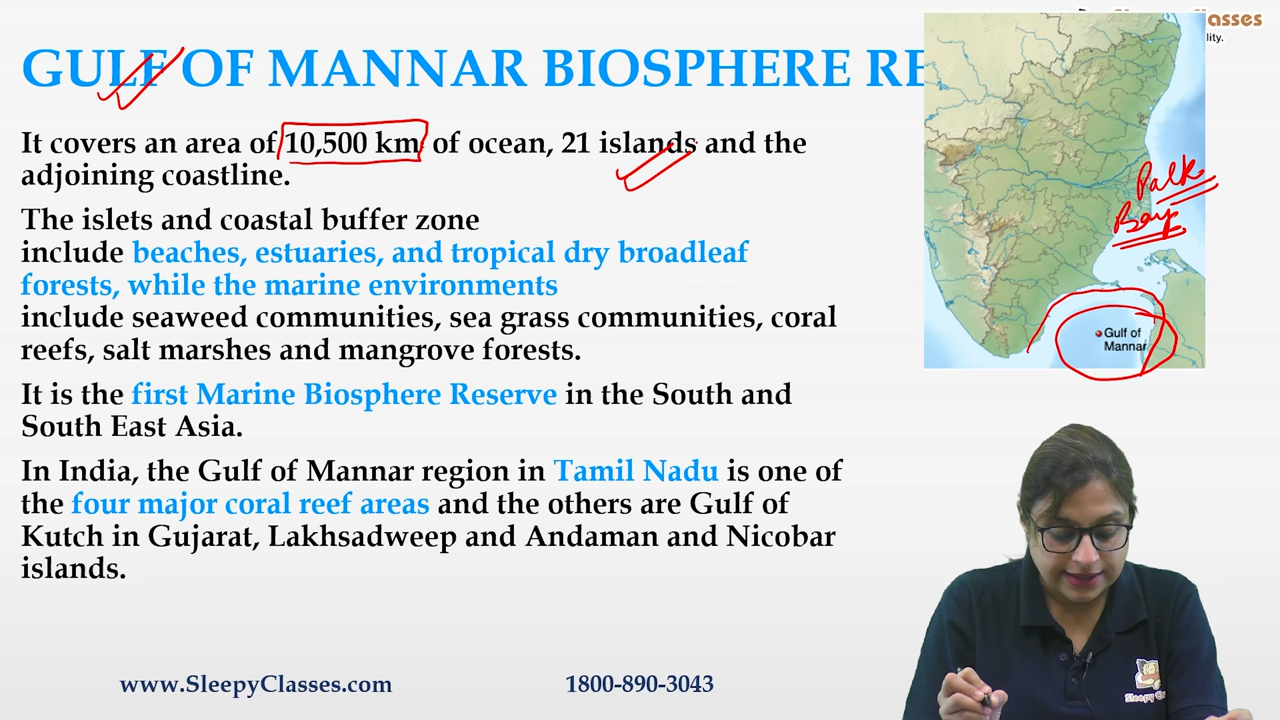 GULF OF MANNAR BIOSPHERE RE
asses
lity.
It covers an area of 10,500 km of ocean, 21 islands and the
adjoining coastline.
The islets and coastal buffer zone
include beaches, estuaries, and tropical dry broadleaf
forests, while the marine environments
include seaweed communities, sea grass communities, coral
reefs, salt marshes and mangrove forests.
It is the first Marine Biosphere Reserve in the South and
South East Asia.
In India, the Gulf of Mannar region in Tamil Nadu is one of
the four major coral reef areas and the others are Gulf of
Kutch in Gujarat, Lakhsadweep and Andaman and Nicobar
islands.
Palk
Bay
Gulf of
Mannar
www.SleepyClasses.com
1800-890-3043
Sleepy